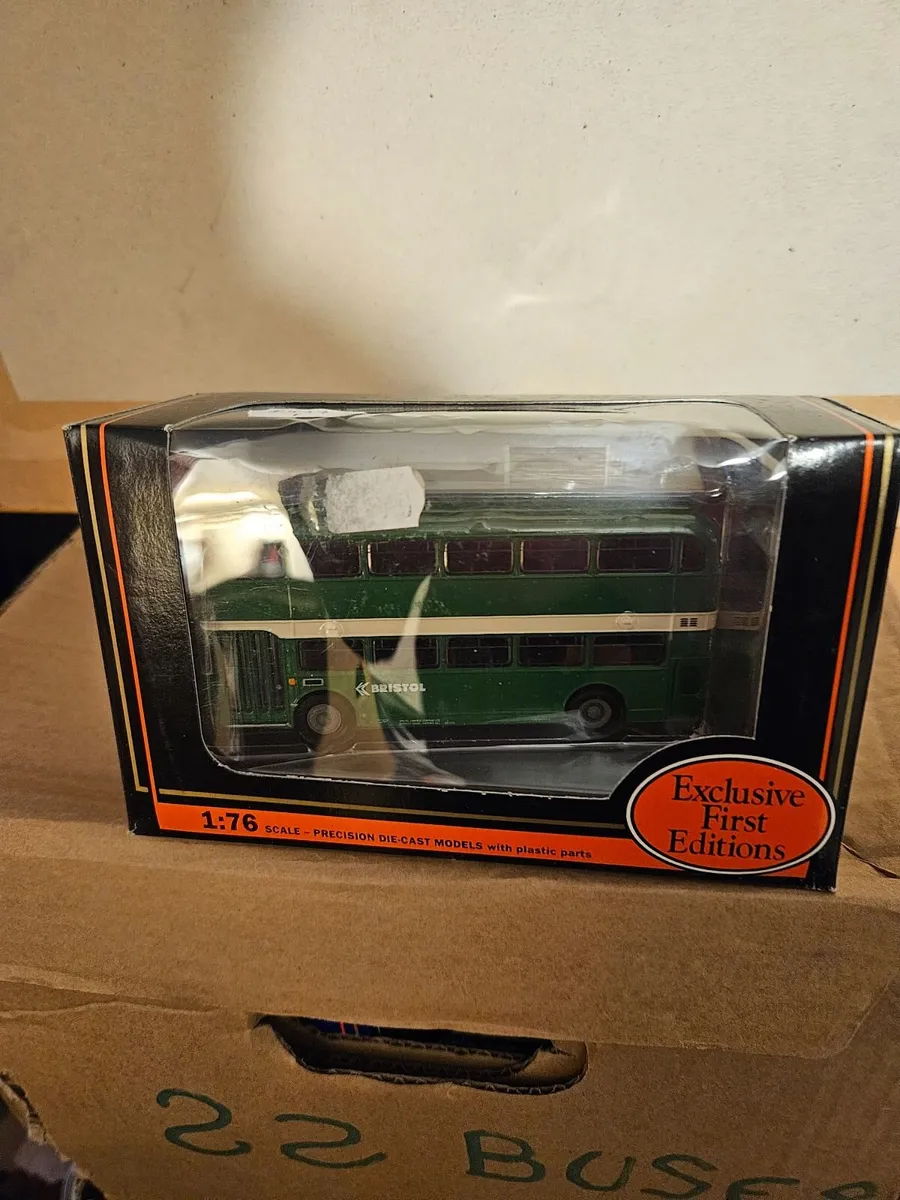 BRISTOL
Exclusive
First
Editions
1:76 SCALE – PRECISION DIE-CAST MODELS with plastic parts
22 BUSES